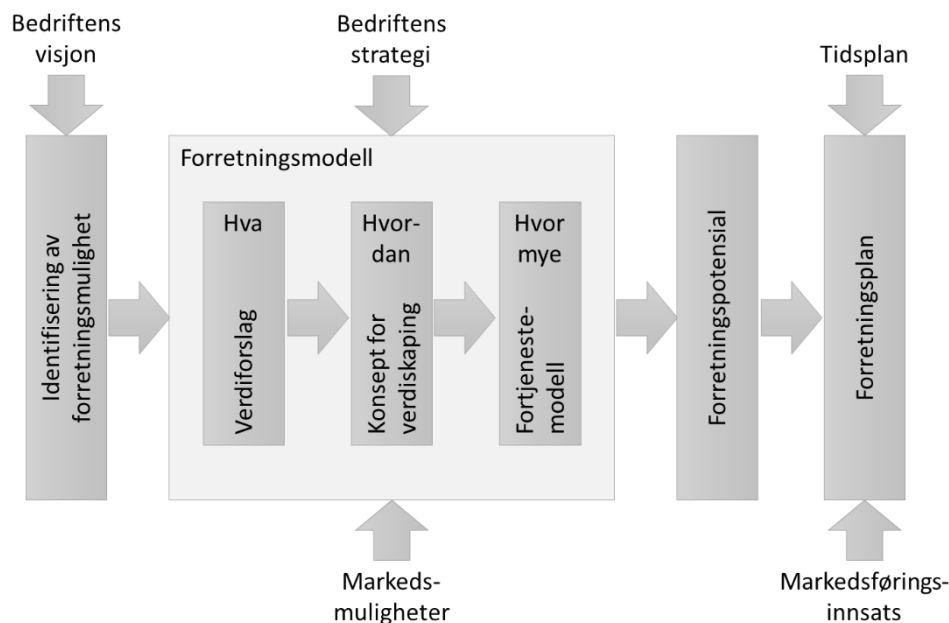 Bedriftens
visjon
Bedriftens
strategi
Tidsplan
Identifisering av
forretningsmulighet
Forretningsmodell
Hva
Verdiforslag
Hvor-
dan
Konsept for
verdiskaping
Hvor
mye
Fortjeneste-
modell
Forretningspotensial
Forretningsplan
Markeds-
muligheter
Markedsførings-
innsats